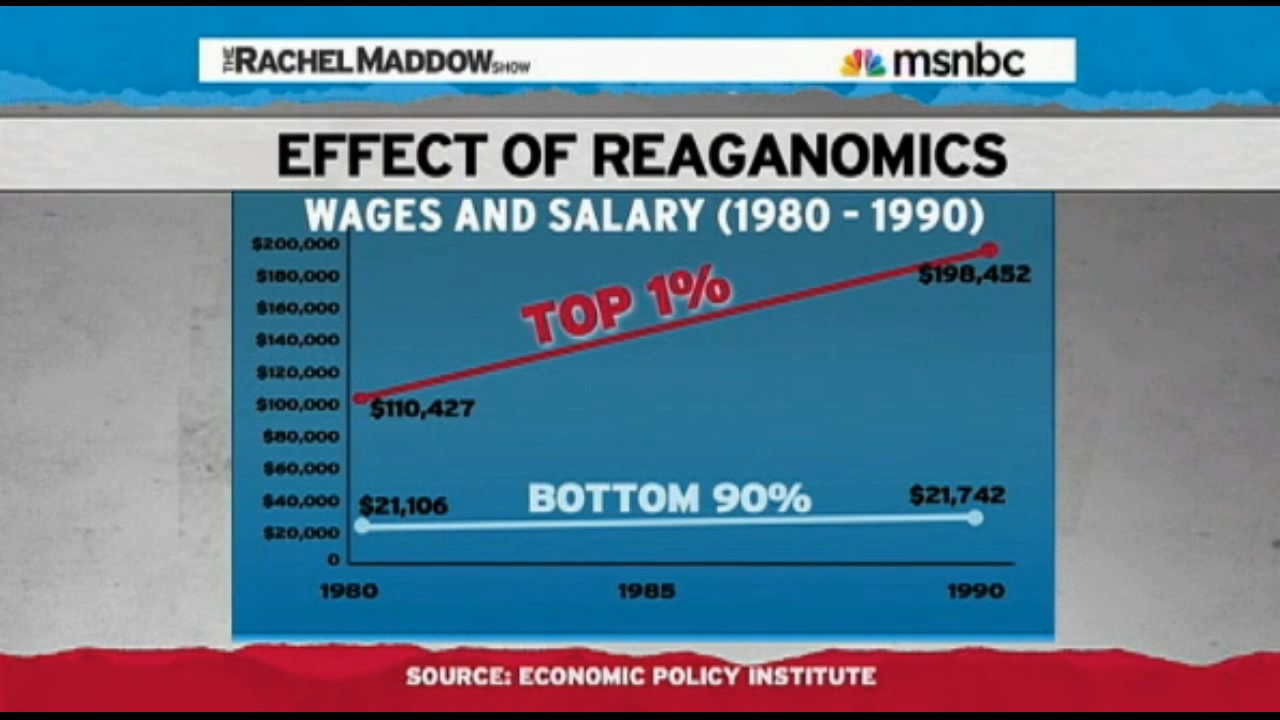 THE RACHEL MADDOW SHOW
msnbc
EFFECT OF REAGANOMICS
WAGES AND SALARY (1980 - 1990)
$200,000
$180,000
$198,452
TOP 1%
$160,000
$140,000
$120,000
$100,000
$110,427
$80,000
$60,000
$40,000
$21,106
BOTTOM 90%
$21,742
$20,000
0
1980 1985 1990
SOURCE: ECONOMIC POLICY INSTITUTE